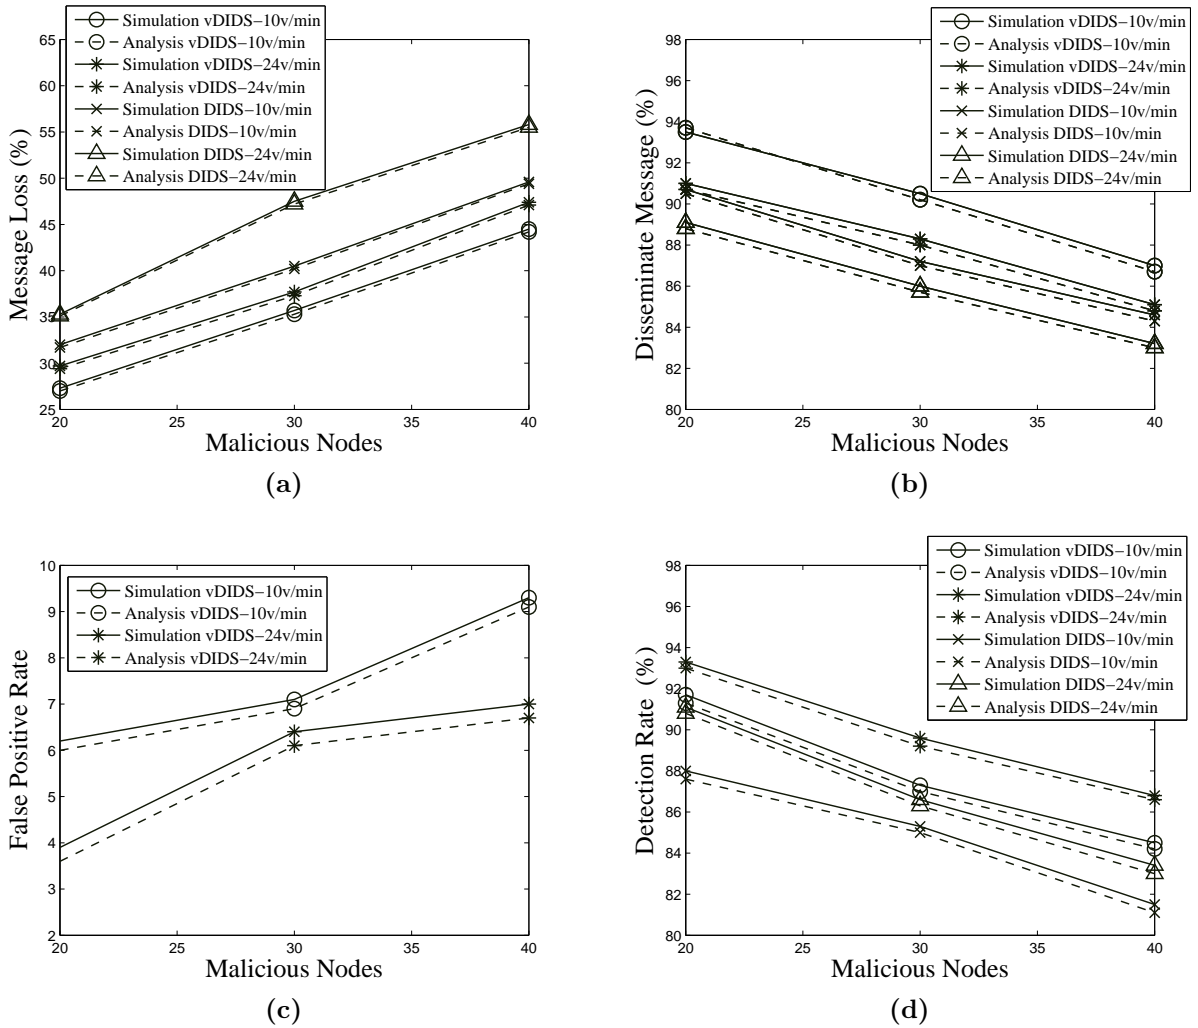 Simulation vDIDS−10v/min
Analysis vDIDS−10v/min
Simulation vDIDS−24v/min
Analysis vDIDS−24v/min
Simulation DIDS−10v/min
Analysis DIDS−10v/min
Simulation DIDS−24v/min
Analysis DIDS−24v/min
65
60
55
50
45
40
35
30
25
Message Loss (%)
20 25 30 35 40
Malicious Nodes
(a)
Simulation vDIDS−10v/min
Analysis vDIDS−10v/min
Simulation vDIDS−24v/min
Analysis vDIDS−24v/min
Simulation DIDS−10v/min
Analysis DIDS−10v/min
Simulation DIDS−24v/min
Analysis DIDS−24v/min
98
96
94
92
90
88
86
84
82
80
Disseminate Message (%)
20 25 30 35 40
Malicious Nodes
(b)
Simulation vDIDS−10v/min
Analysis vDIDS−10v/min
Simulation vDIDS−24v/min
Analysis vDIDS−24v/min
10
9
8
7
6
5
4
3
2
False Positive Rate
20 25 30 35 40
Malicious Nodes
(c)
Simulation vDIDS−10v/min
Analysis vDIDS−10v/min
Simulation vDIDS−24v/min
Analysis vDIDS−24v/min
Simulation DIDS−10v/min
Analysis DIDS−10v/min
Simulation DIDS−24v/min
Analysis DIDS−24v/min
98
96
94
92
90
88
86
84
82
80
Detection Rate (%)
20 25 30 35 40
Malicious Nodes
(d)